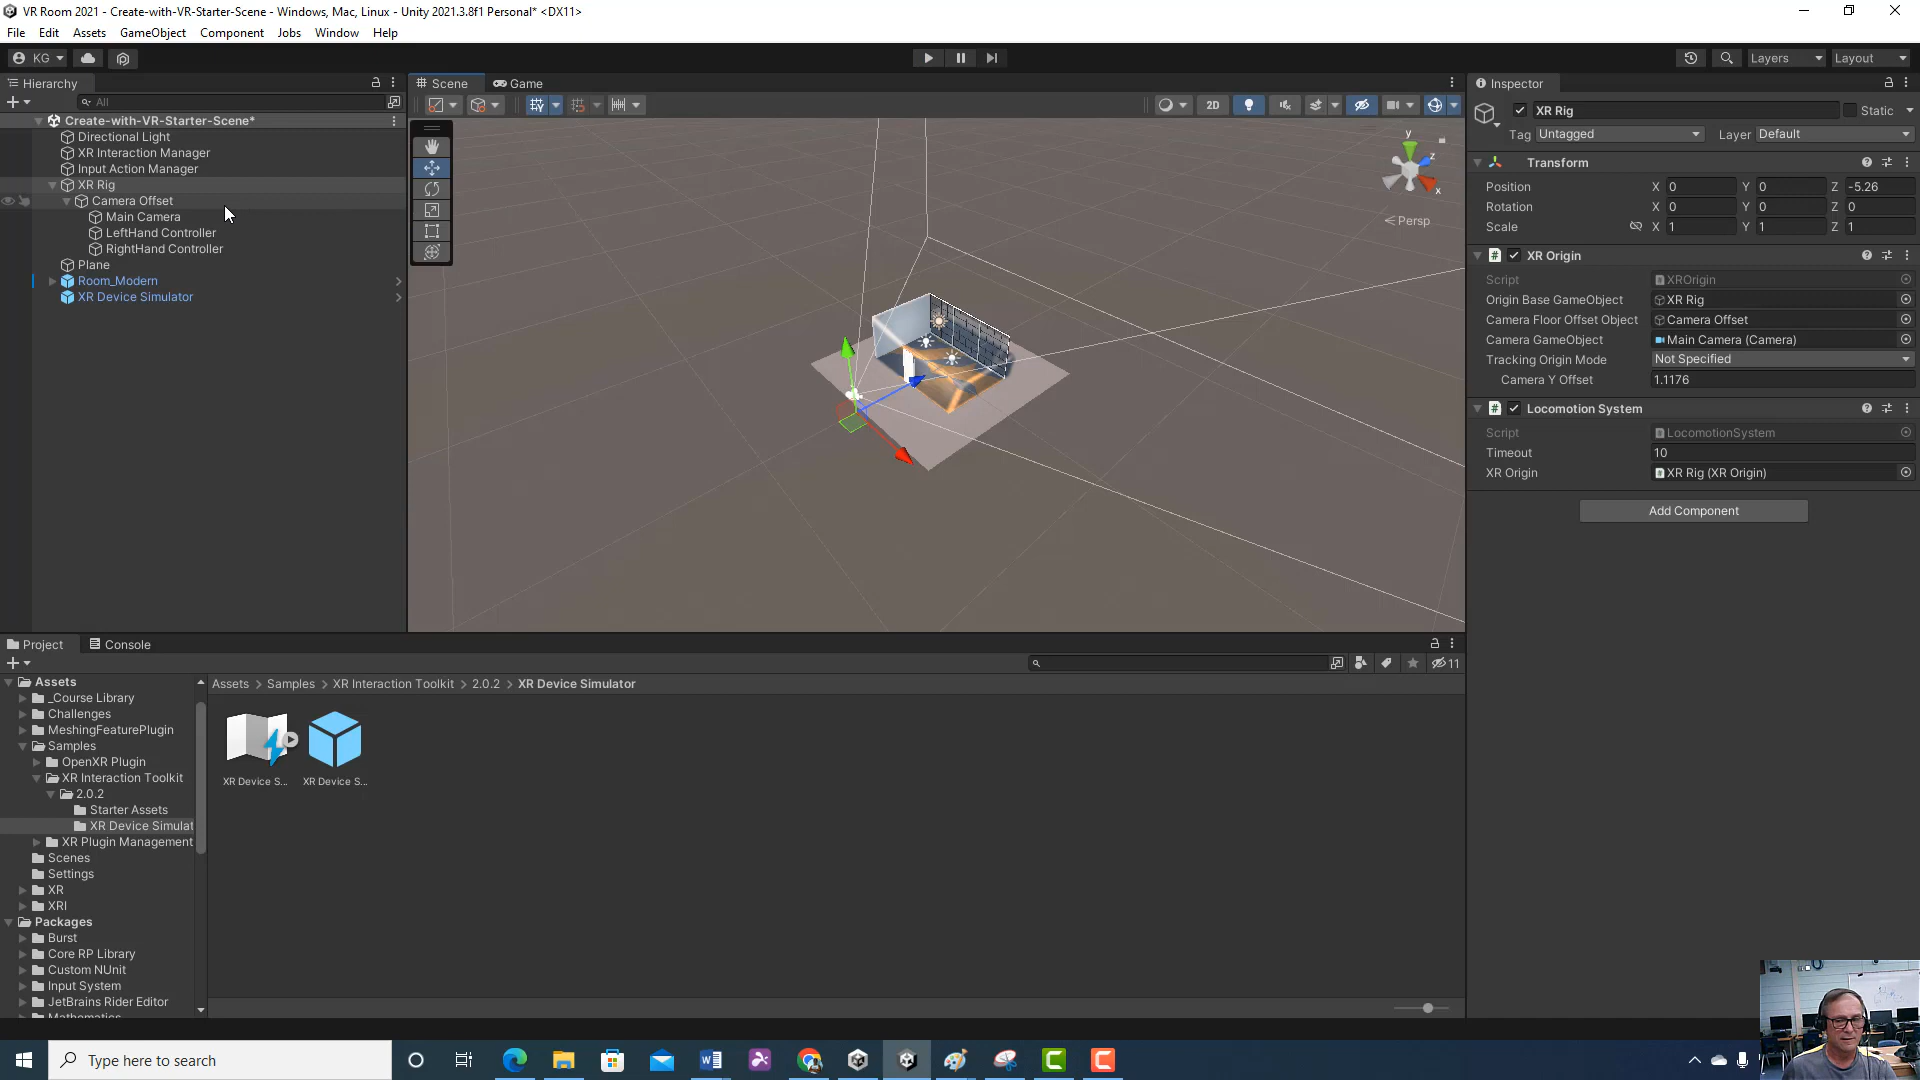 VR Room 2021 - Create-with-VR-Starter-Scene - Windows, Mac, Linux - Unity 2021.3.8f1 Personal* <DX11>
File Edit Assets GameObject Component Jobs Window Help
KG Layers Layout
Hierarchy
All
Create-with-VR-Starter-Scene*
Directional Light
XR Interaction Manager
Input Action Manager
XR Rig
Camera Offset
Main Camera
LeftHand Controller
RightHand Controller
Plane
Room_Modern
XR Device Simulator
Scene Game
2D
y
z
x
Persp
Inspector
XR Rig Static
Tag Untagged Layer Default
Transform
Position X 0 Y 0 Z -5.26
Rotation X 0 Y 0 Z 0
Scale X 1 Y 1 Z 1
XR Origin
Script XROrigin
Origin Base GameObject XR Rig
Camera Floor Offset Object Camera Offset
Camera GameObject Main Camera (Camera)
Tracking Origin Mode Not Specified
Camera Y Offset 1.1176
Locomotion System
Script LocomotionSystem
Timeout 10
XR Origin XR Rig (XR Origin)
Add Component
Project Console
11
Assets
_Course Library
Challenges
MeshingFeaturePlugin
Samples
OpenXR Plugin
XR Interaction Toolkit
2.0.2
Starter Assets
XR Device Simulat
XR Plugin Management
Scenes
Settings
XR
XRI
Packages
Burst
Core RP Library
Custom NUnit
Input System
JetBrains Rider Editor
Mathematics
Assets > Samples > XR Interaction Toolkit > 2.0.2 > XR Device Simulator
XR Device S... XR Device S...
Type here to search